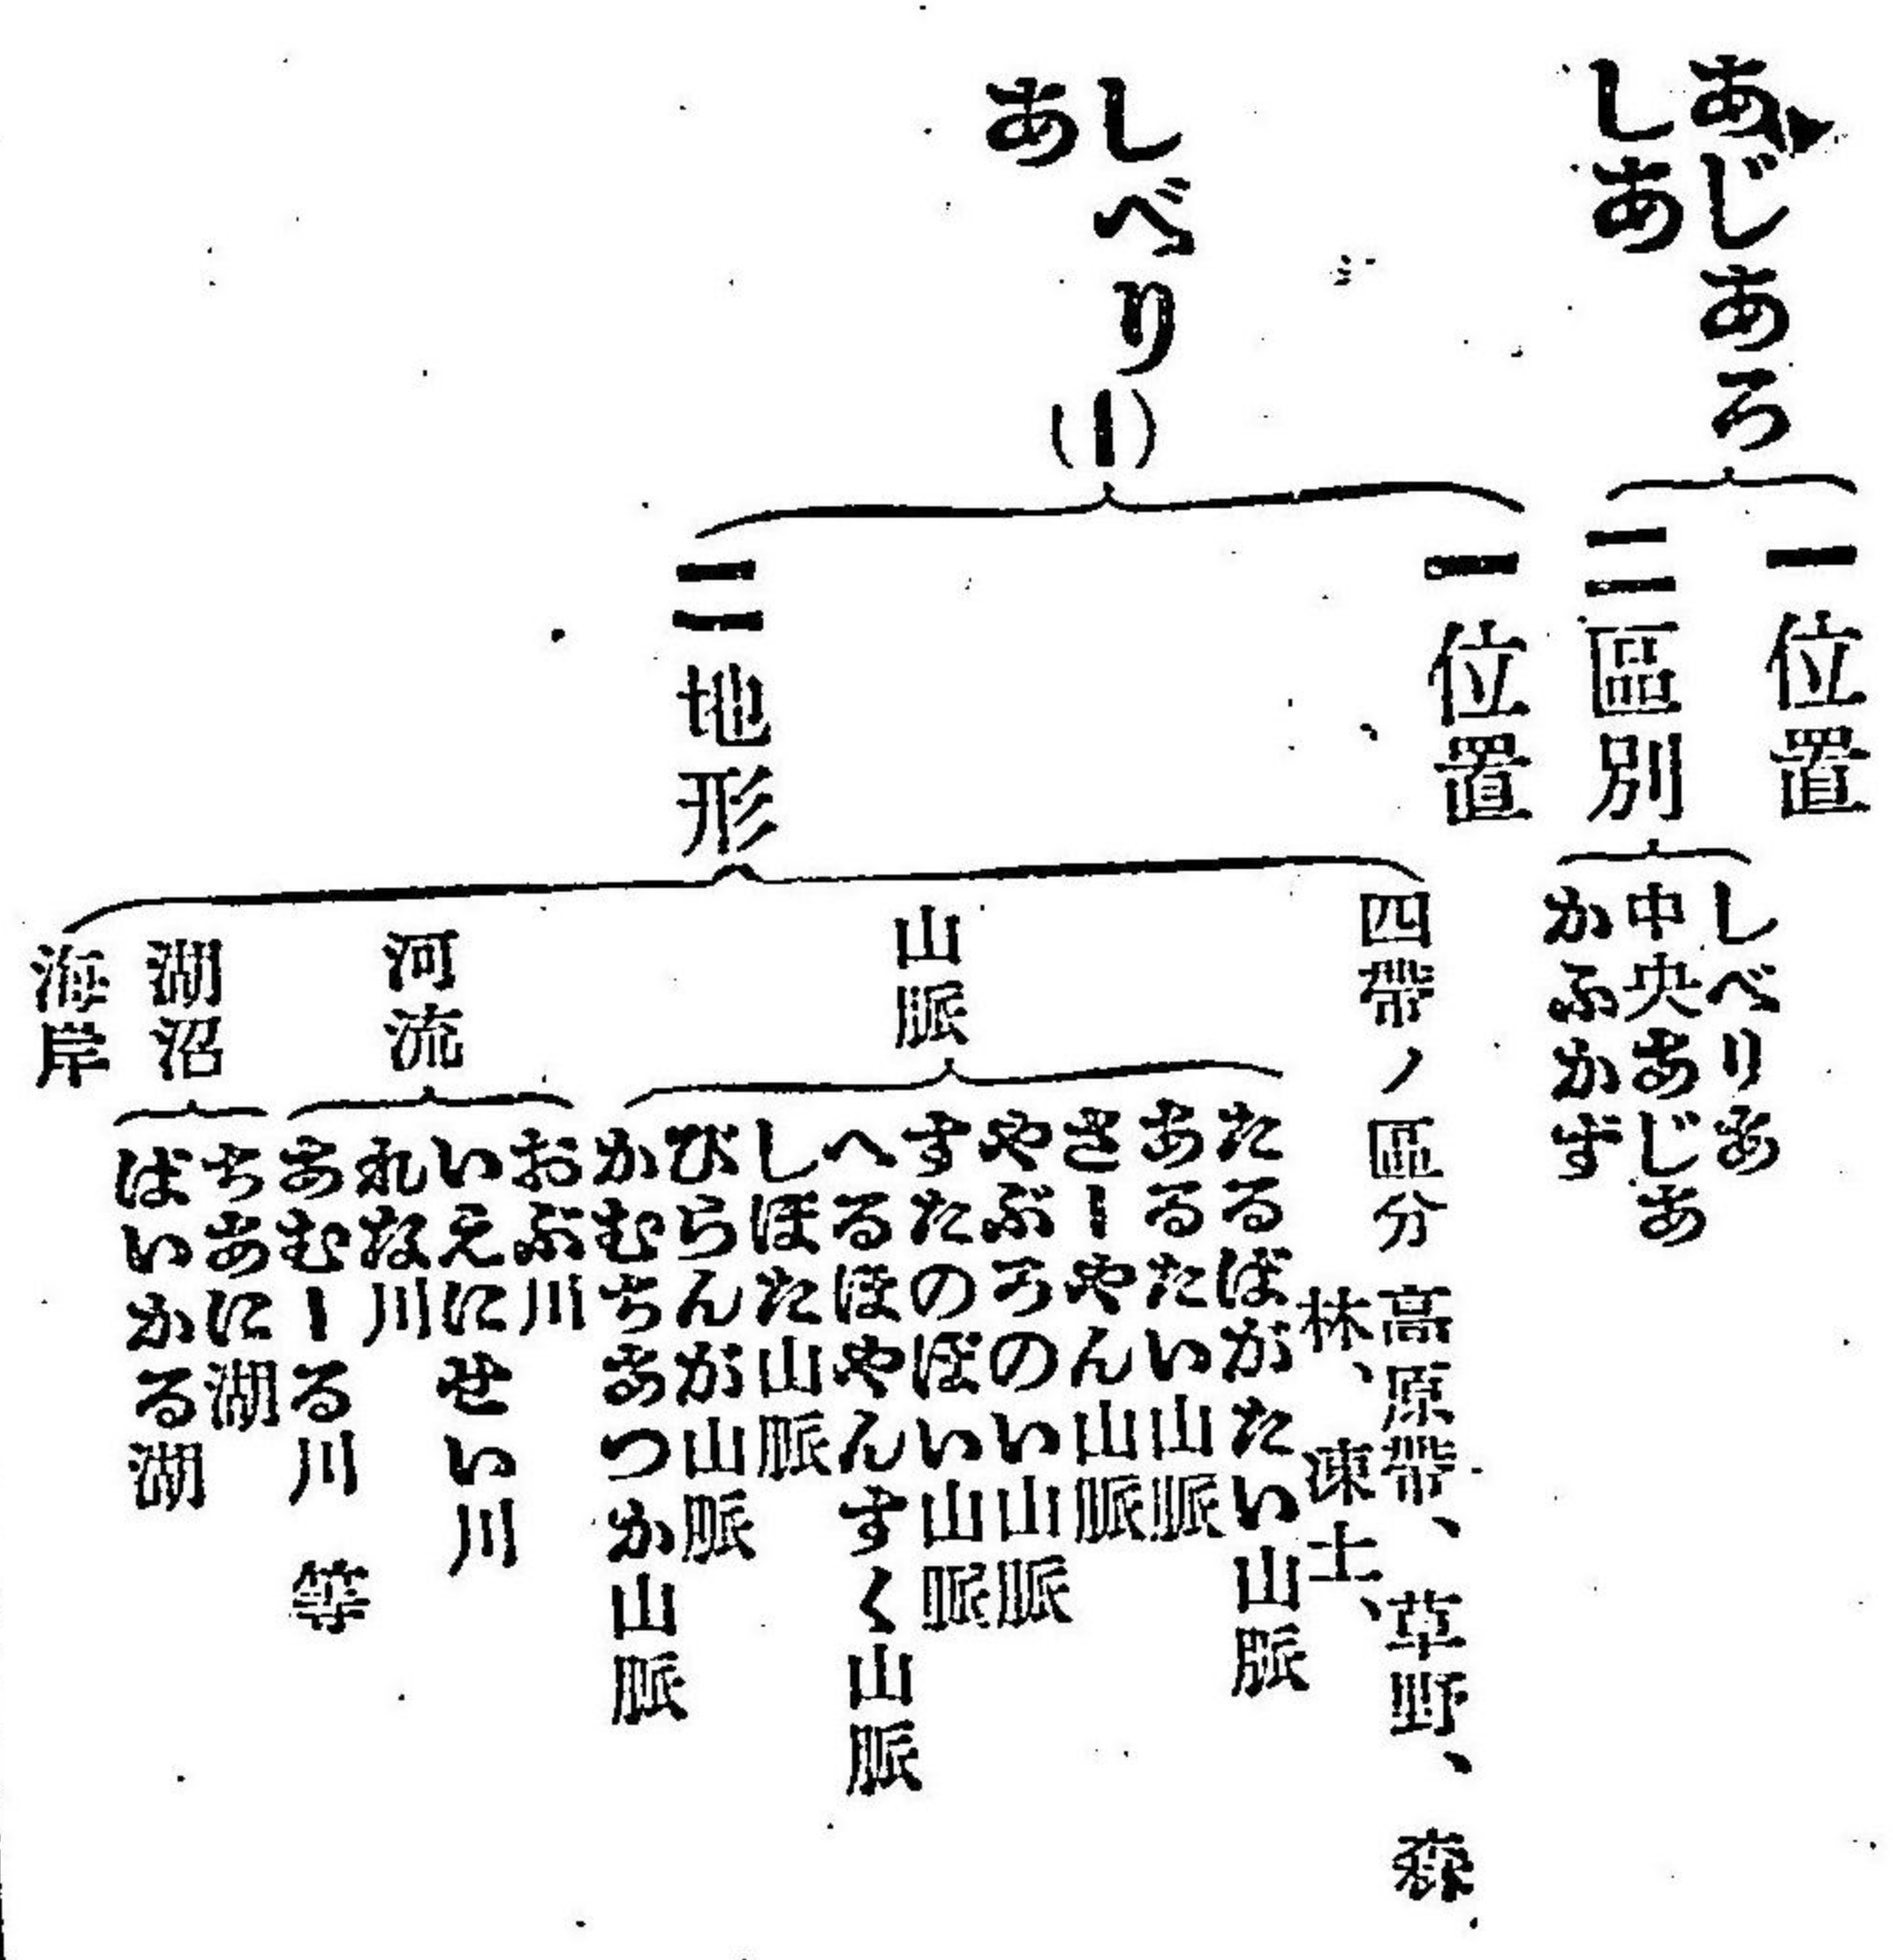 あじあろ
しあ
一位置
二區別
しべりあ
中央あじあ
かふかず
しべり(一)
あ
一位置
二地形
四帶ノ區分
高原帶、草野、森
林、凍土、
山脈
たるばがたい山脈
あるたい山脈
さーやん山脈
やぶろのい山脈
すたのぼい山脈
へるほやんすく山脈
しほた山脈
びらんが山脈
かむちあつか山脈
河流
おぶ川
いえにせい川
れな川
あむーる川 等
湖沼
ちあに湖
ばいかる湖
海岸